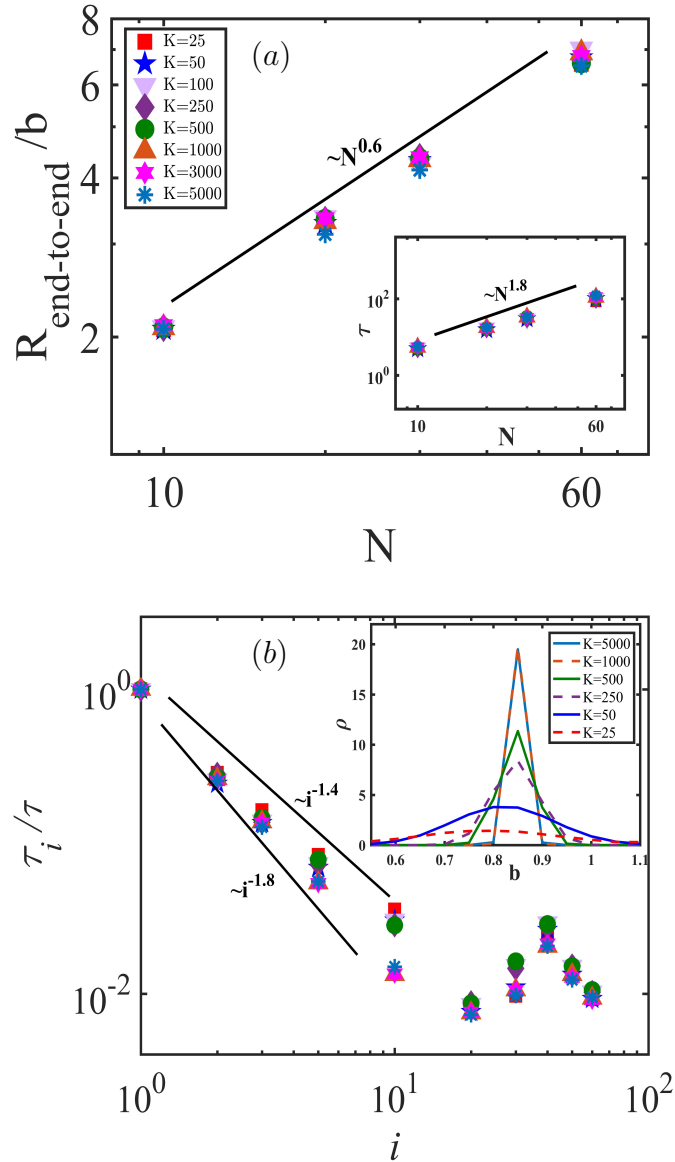 (a)
K=25
K=50
K=100
K=250
K=500
K=1000
K=3000
K=5000
8
6
4
2
R_end-to-end /b
~N^0.6
10
60
N
~N^1.8
10^2
10^0
τ
10
60
N
(b)
10^0
10^-2
τ_i/τ
~i^-1.4
~i^-1.8
10^0
10^1
10^2
i
20
15
10
5
0
ρ
K=5000
K=1000
K=500
K=250
K=50
K=25
0.6
0.7
0.8
0.9
1
1.1
b